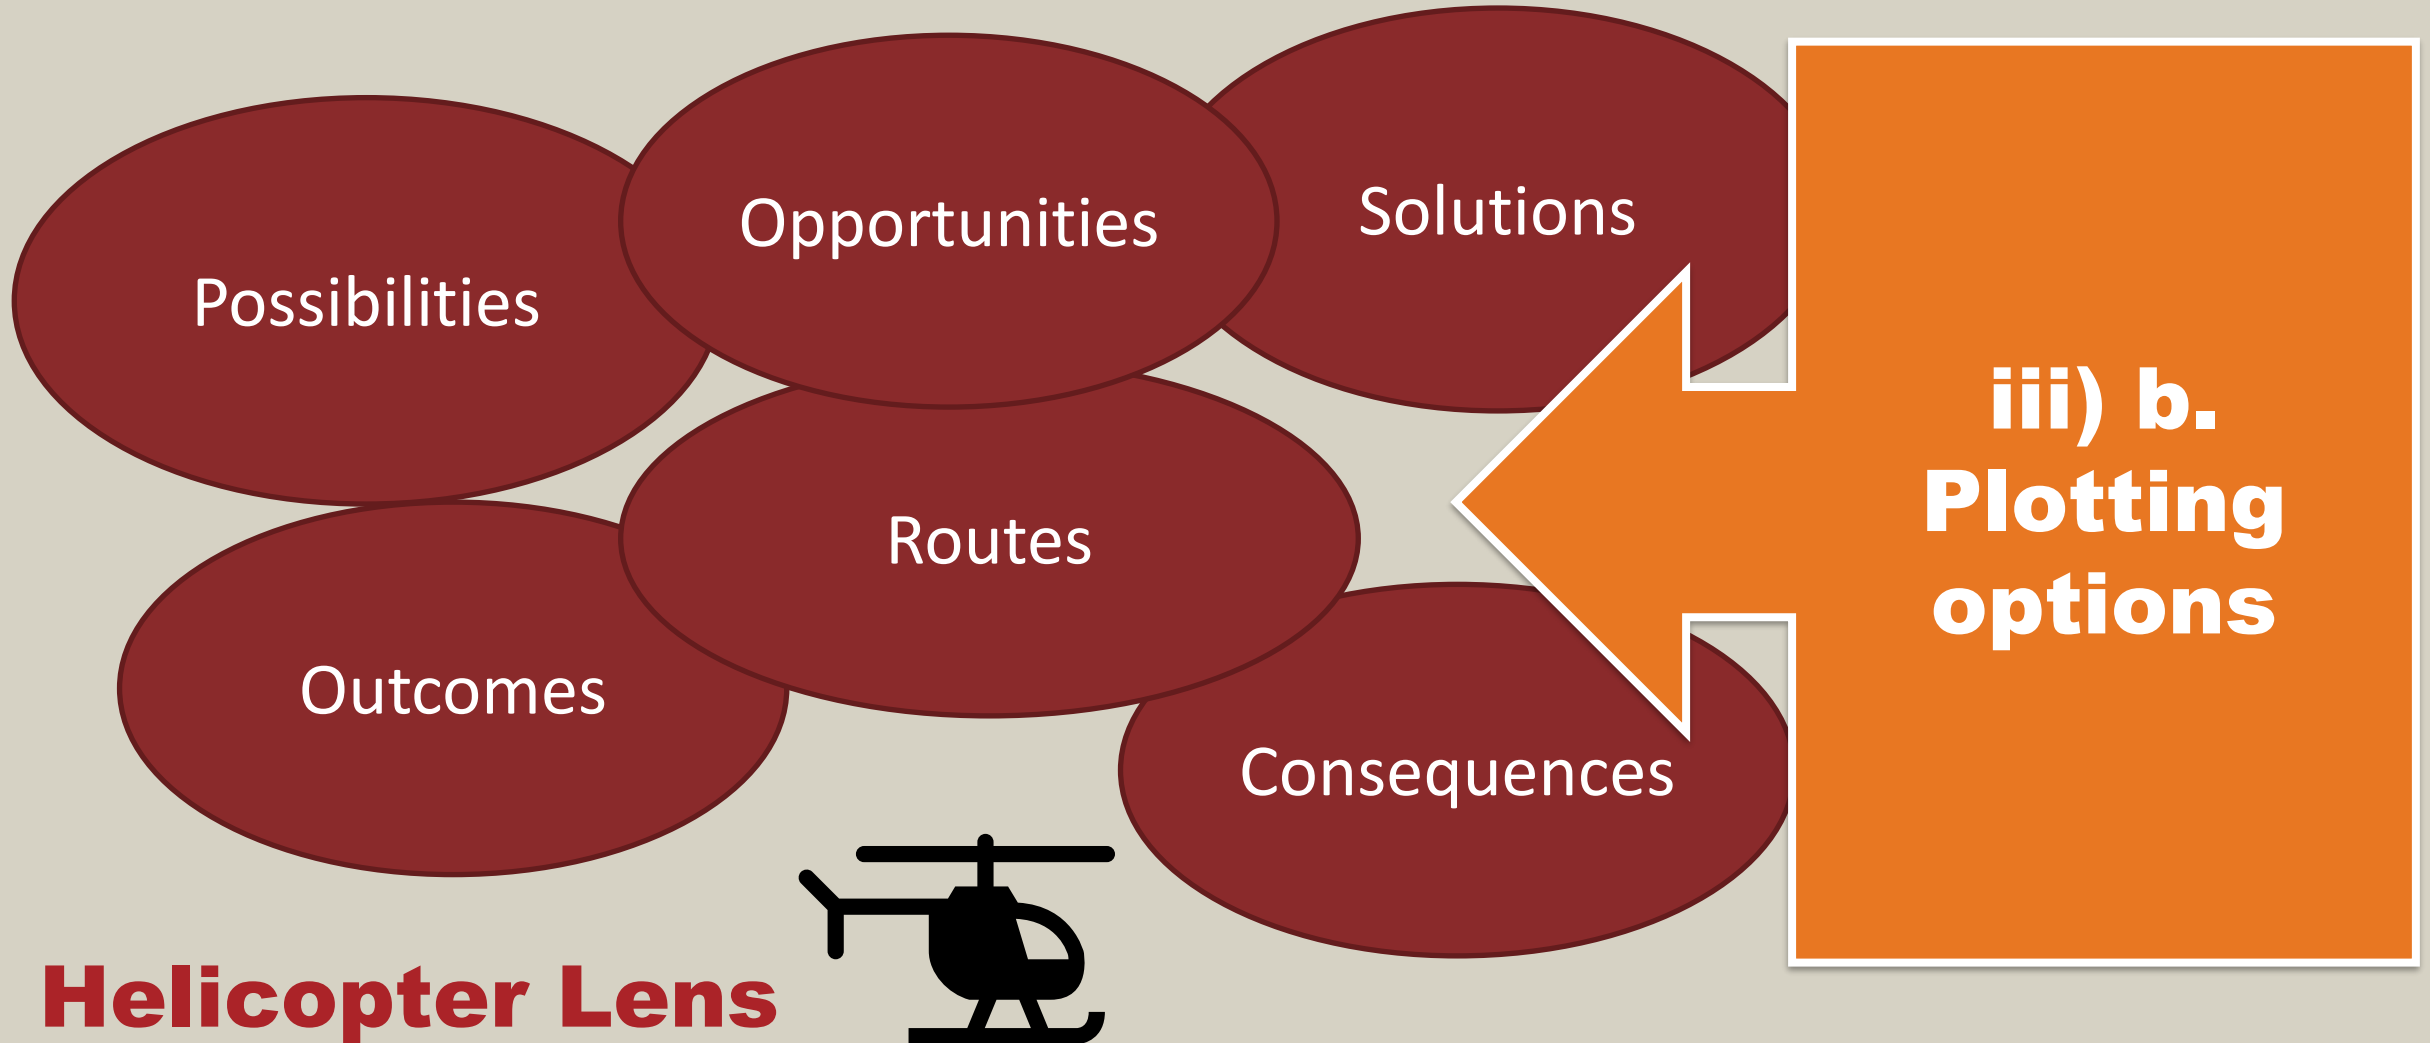 Possibilities
Opportunities
Solutions
Routes
Outcomes
Consequences
iii) b.
Plotting
options
Helicopter Lens